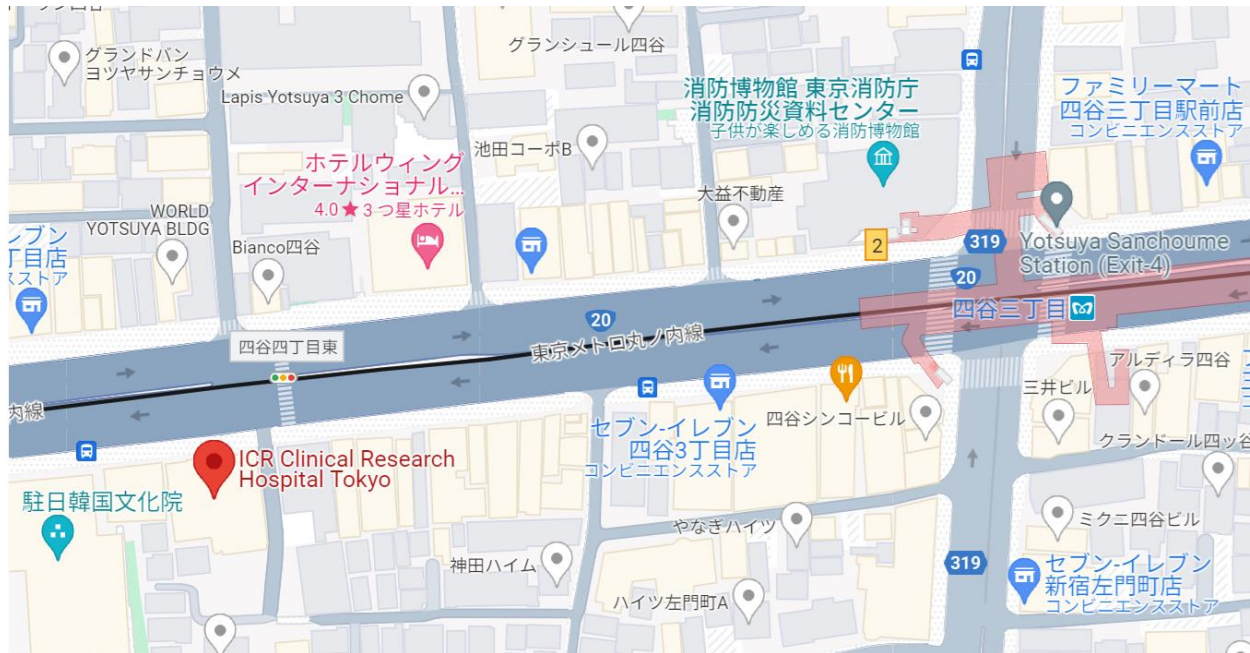 グランドバン
ヨツヤサンチョウメ
グランシュール四谷
Lapis Yotsuya 3 Chome
消防博物館 東京消防庁
消防防災資料センター
子供が楽しめる消防博物館
ファミリーマート
四谷三丁目駅前店
コンビニエンスストア
池田コーポB
ホテルウィング
インターナショナル...
4.0★ 3 つ星ホテル
大益不動産
WORLD
YOTSUYA BLDG
Bianco四谷
レブン
丁目店
スストア
2
319
Yotsuya Sanchoume
Station (Exit-4)
20
四谷三丁目
20
四谷四丁目東
東京メトロ丸ノ内線
内線
アルディラ四谷
三井ビル
セブン-イレブン
四谷3丁目店
コンビニエンスストア
四谷シンコービル
クランドール四ッ谷
ICR Clinical Research
Hospital Tokyo
駐日韓国文化院
やなぎハイツ
ミクニ四谷ビル
神田ハイム
319
セブン-イレブン
新宿左門町店
コンビニエンスストア
ハイツ左門町A